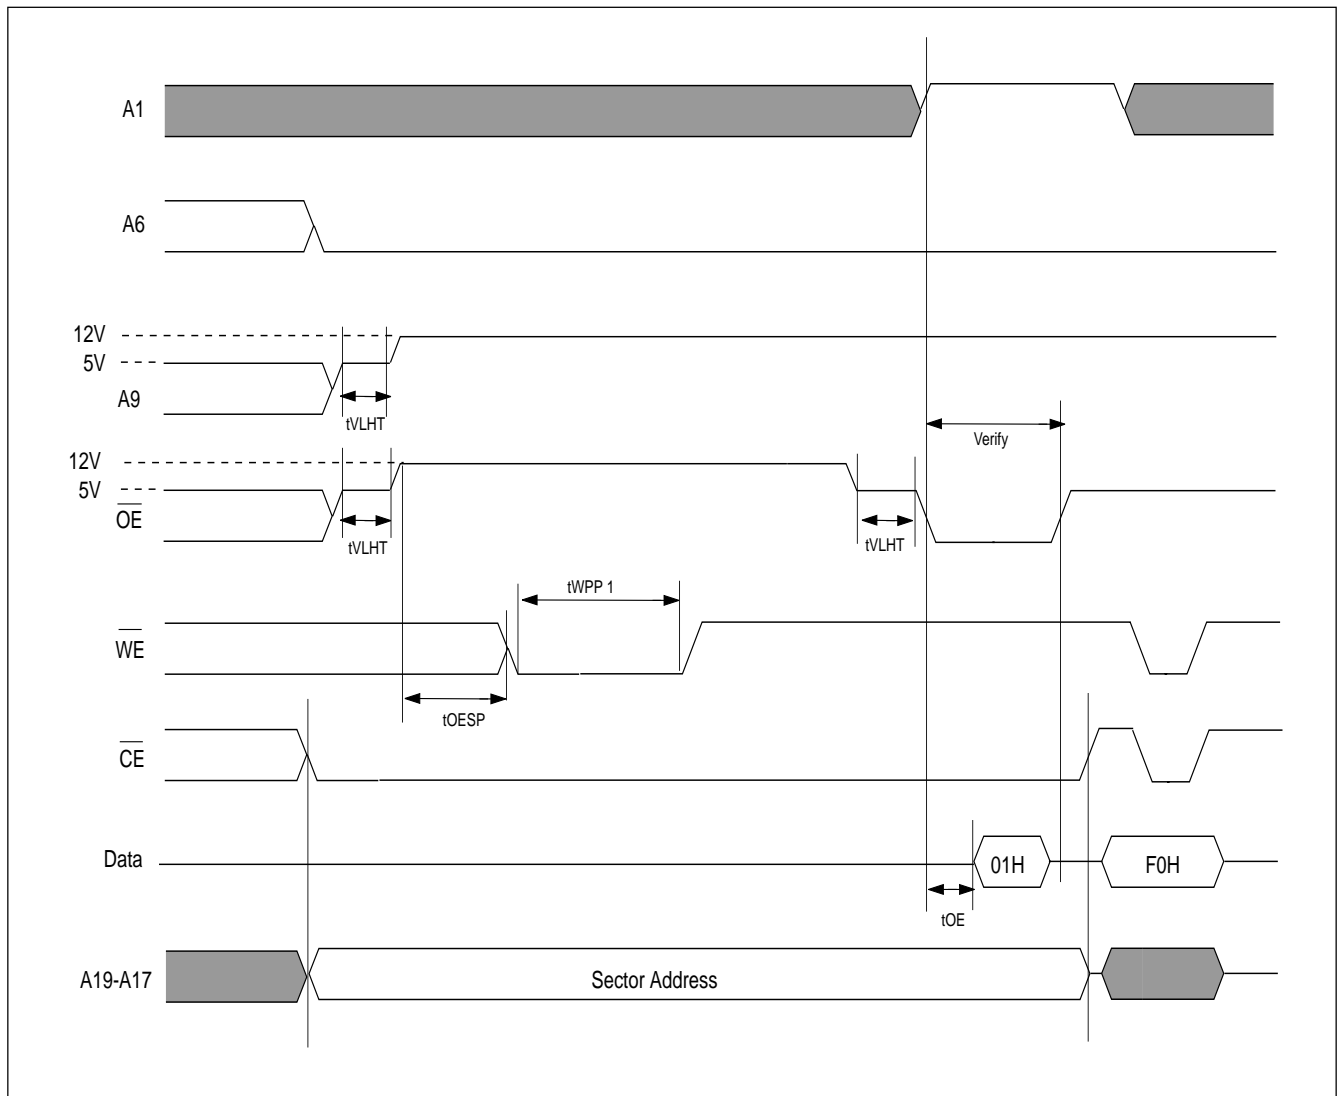 A1
A6
12V
5V
A9
tVLHT
Verify
12V
5V
OE
tVLHT
tVLHT
tWPP 1
WE
tOESP
CE
Data
01H
F0H
tOE
A19-A17
Sector Address